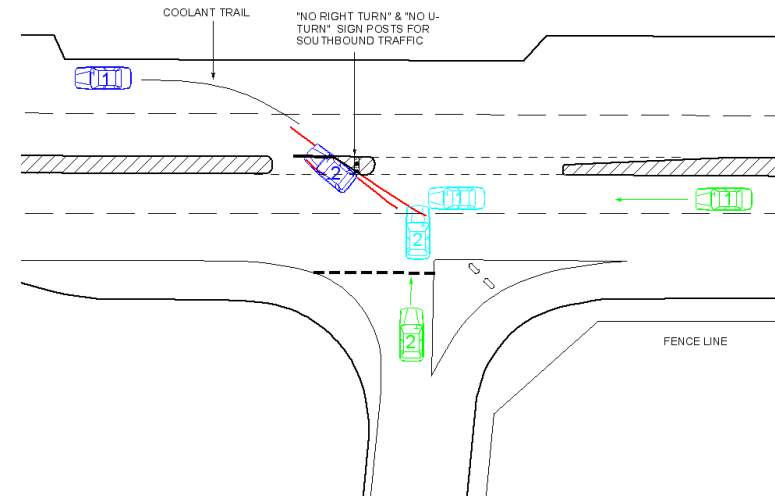 COOLANT TRAIL
"NO RIGHT TURN" & "NO U-
TURN" SIGN POSTS FOR
SOUTHBOUND TRAFFIC
1
2
1
1
2
2
FENCE LINE